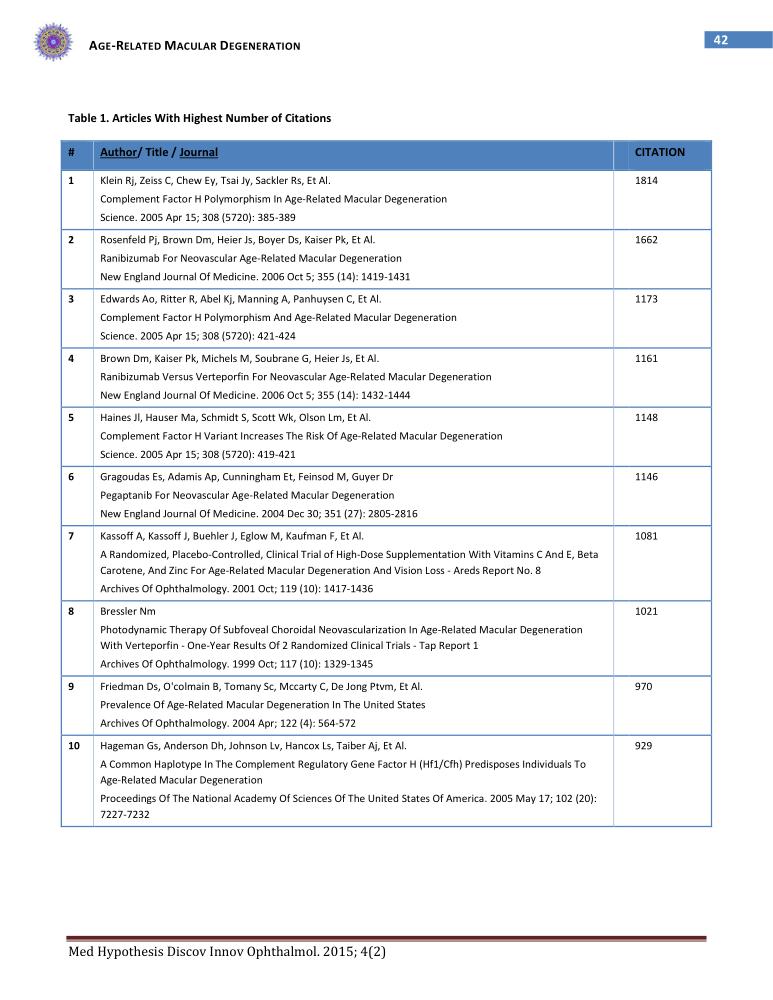 AGE-RELATED MACULAR DEGENERATION
42
Table 1. Articles With Highest Number of Citations
# Author/ Title / Journal CITATION
1 Klein Rj, Zeiss C, Chew Ey, Tsai Jy, Sackler Rs, Et Al. 1814
Complement Factor H Polymorphism In Age-Related Macular Degeneration
Science. 2005 Apr 15; 308 (5720): 385-389
2 Rosenfeld Pj, Brown Dm, Heier Js, Boyer Ds, Kaiser Pk, Et Al. 1662
Ranibizumab For Neovascular Age-Related Macular Degeneration
New England Journal Of Medicine. 2006 Oct 5; 355 (14): 1419-1431
3 Edwards Ao, Ritter R, Abel Kj, Manning A, Panhuysen C, Et Al. 1173
Complement Factor H Polymorphism And Age-Related Macular Degeneration
Science. 2005 Apr 15; 308 (5720): 421-424
4 Brown Dm, Kaiser Pk, Michels M, Soubrane G, Heier Js, Et Al. 1161
Ranibizumab Versus Verteporfin For Neovascular Age-Related Macular Degeneration
New England Journal Of Medicine. 2006 Oct 5; 355 (14): 1432-1444
5 Haines Jl, Hauser Ma, Schmidt S, Scott Wk, Olson Lm, Et Al. 1148
Complement Factor H Variant Increases The Risk Of Age-Related Macular Degeneration
Science. 2005 Apr 15; 308 (5720): 419-421
6 Gragoudas Es, Adamis Ap, Cunningham Et, Feinsod M, Guyer Dr 1146
Pegaptanib For Neovascular Age-Related Macular Degeneration
New England Journal Of Medicine. 2004 Dec 30; 351 (27): 2805-2816
7 Kassoff A, Kassoff J, Buehler J, Eglow M, Kaufman F, Et Al. 1081
A Randomized, Placebo-Controlled, Clinical Trial of High-Dose Supplementation With Vitamins C And E, Beta
Carotene, And Zinc For Age-Related Macular Degeneration And Vision Loss - Areds Report No. 8
Archives Of Ophthalmology. 2001 Oct; 119 (10): 1417-1436
8 Bressler Nm 1021
Photodynamic Therapy Of Subfoveal Choroidal Neovascularization In Age-Related Macular Degeneration
With Verteporfin - One-Year Results Of 2 Randomized Clinical Trials - Tap Report 1
Archives Of Ophthalmology. 1999 Oct; 117 (10): 1329-1345
9 Friedman Ds, O'colmain B, Tomany Sc, Mccarty C, De Jong Ptvm, Et Al. 970
Prevalence Of Age-Related Macular Degeneration In The United States
Archives Of Ophthalmology. 2004 Apr; 122 (4): 564-572
10 Hageman Gs, Anderson Dh, Johnson Lv, Hancox Ls, Taiber Aj, Et Al. 929
A Common Haplotype In The Complement Regulatory Gene Factor H (Hf1/Cfh) Predisposes Individuals To
Age-Related Macular Degeneration
Proceedings Of The National Academy Of Sciences Of The United States Of America. 2005 May 17; 102 (20):
7227-7232
Med Hypothesis Discov Innov Ophthalmol. 2015; 4(2)